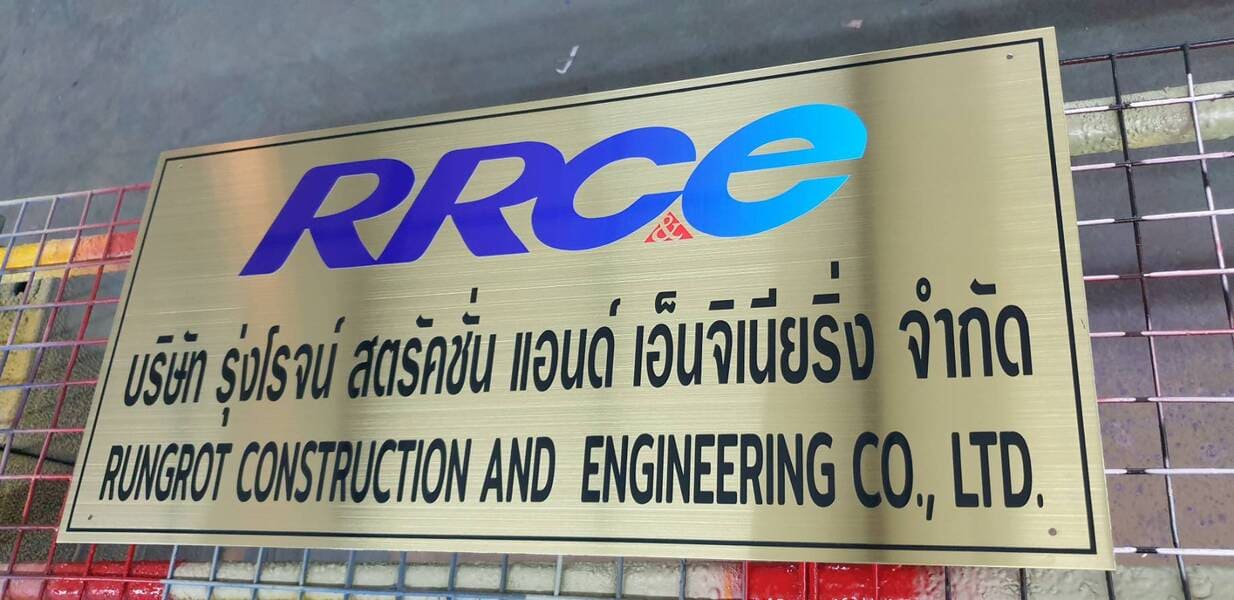 RRC&e
บริษัท รุ่งโรจน์ สตรัคชั่น แอนด์ เอ็นจิเนียริ่ง จำกัด
RUNGROT CONSTRUCTION AND ENGINEERING CO., LTD.